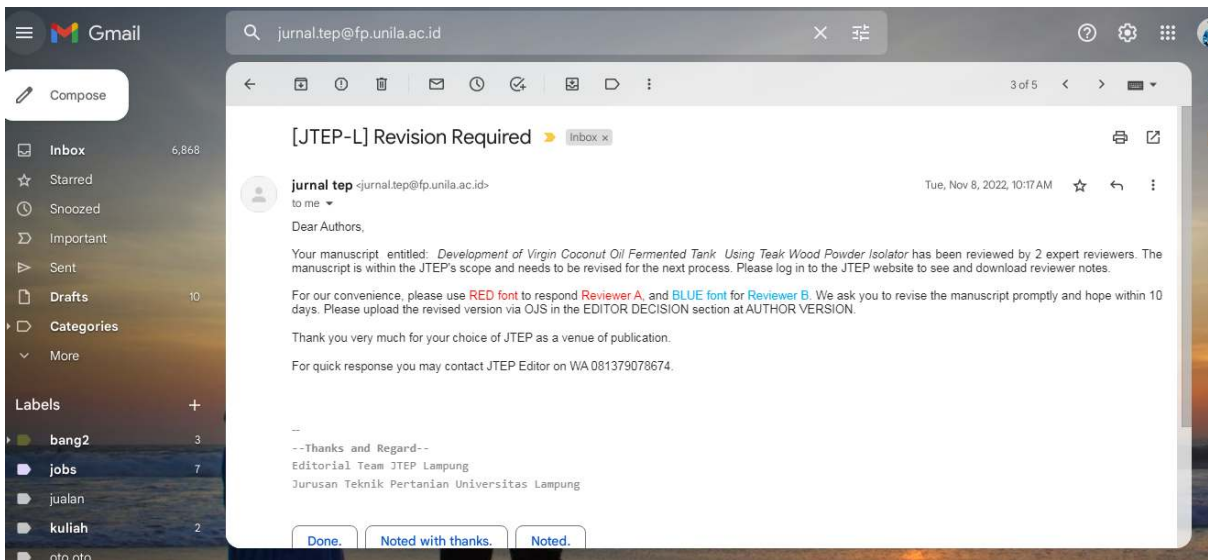 Gmail
jurnal.tep@fp.unila.ac.id
Compose
3 of 5
Inbox 6,868
Starred
Snoozed
Important
Sent
Drafts 10
Categories
More
Labels
bang2 3
jobs 7
jualan
kuliah 2
oto oto
[JTEP-L] Revision Required Inbox x
jurnal tep <jurnal.tep@fp.unila.ac.id> Tue, Nov 8, 2022, 10:17 AM
to me
Dear Authors,
Your manuscript entitled: Development of Virgin Coconut Oil Fermented Tank Using Teak Wood Powder Isolator has been reviewed by 2 expert reviewers. The
manuscript is within the JTEP's scope and needs to be revised for the next process. Please log in to the JTEP website to see and download reviewer notes.
For our convenience, please use RED font to respond Reviewer A, and BLUE font for Reviewer B. We ask you to revise the manuscript promptly and hope within 10
days. Please upload the revised version via OJS in the EDITOR DECISION section at AUTHOR VERSION.
Thank you very much for your choice of JTEP as a venue of publication.
For quick response you may contact JTEP Editor on WA 081379078674.
--
--Thanks and Regard--
Editorial Team JTEP Lampung
Jurusan Teknik Pertanian Universitas Lampung
Done. Noted with thanks. Noted.